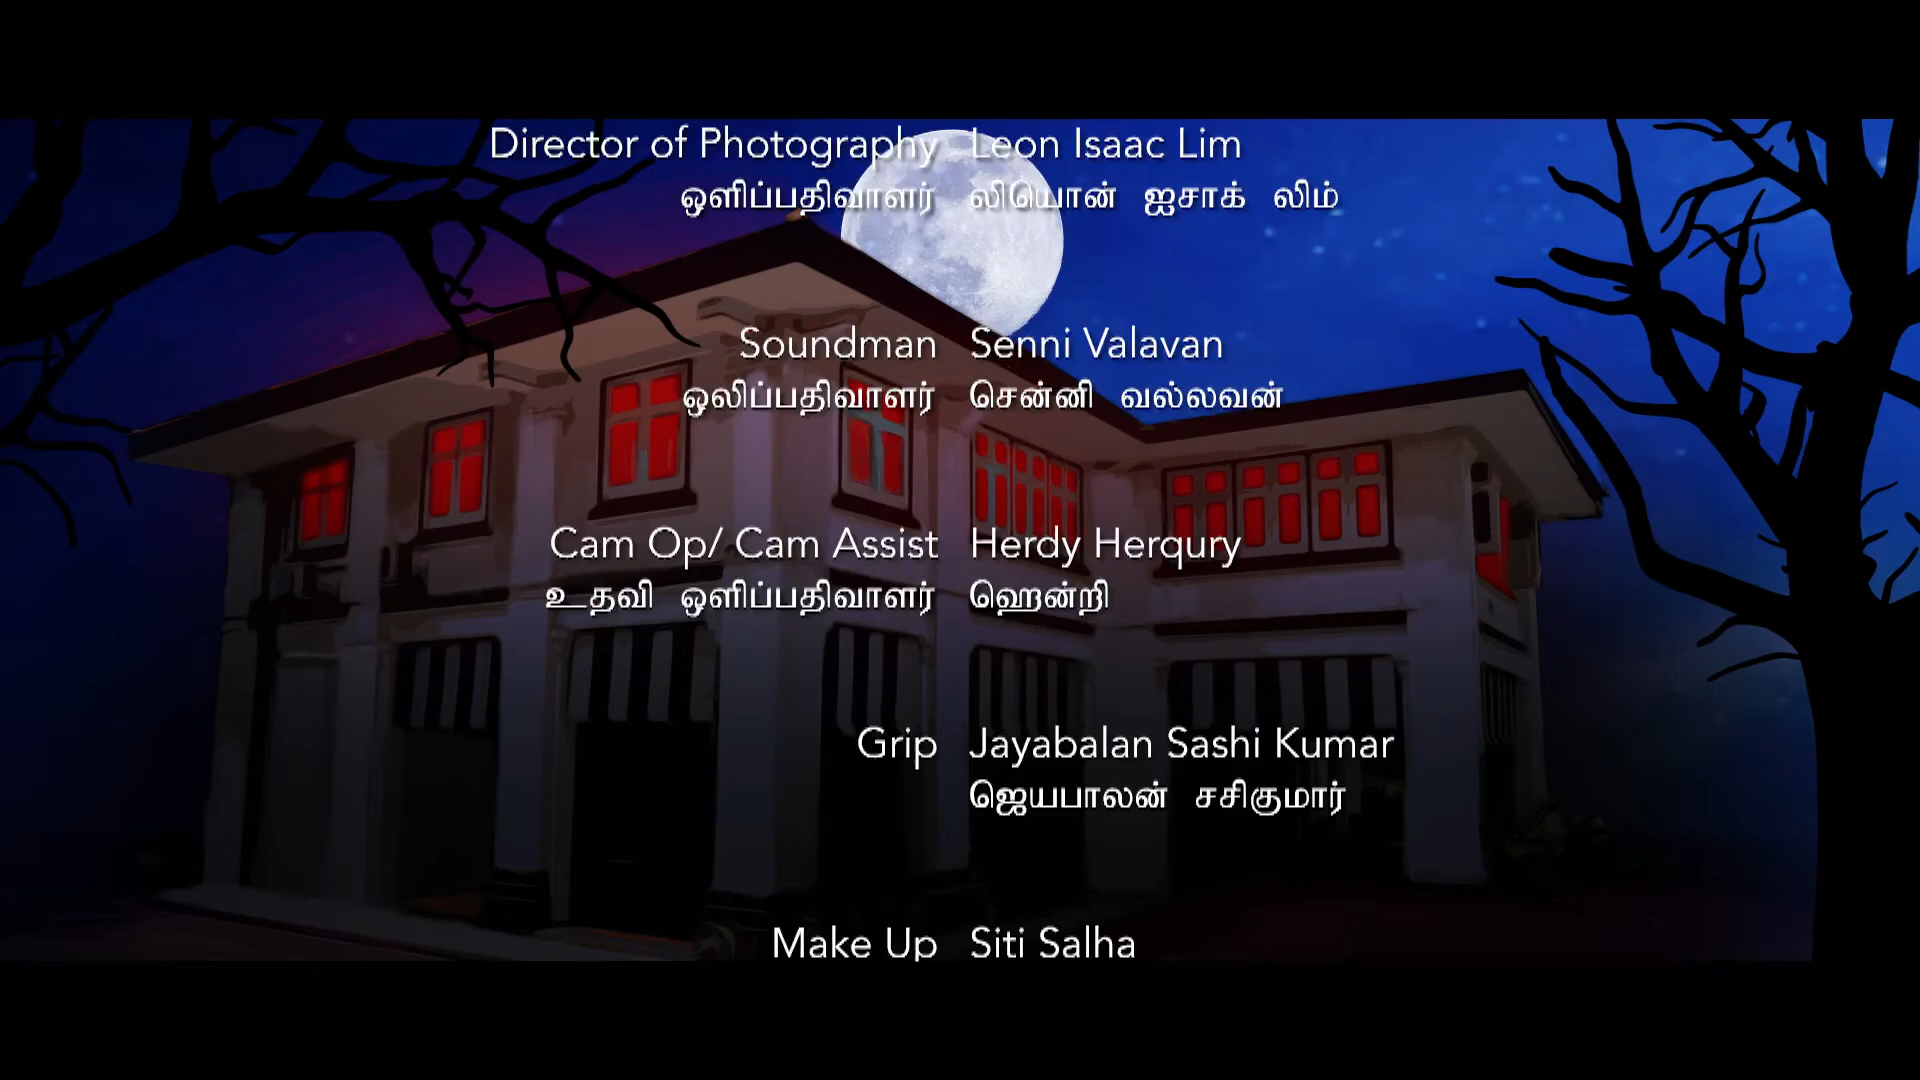 Director of Photography Leon Isaac Lim
ஒளிப்பதிவாளர் லியொன் ஐசாக் லிம்
Soundman Senni Valavan
ஒலிப்பதிவாளர் சென்னி வல்லவன்
Cam Op/ Cam Assist Herdy Herqury
உதவி ஒளிப்பதிவாளர் ஹென்றி
Grip Jayabalan Sashi Kumar
ஜெயபாலன் சசிகுமார்
Make Up Siti Salha